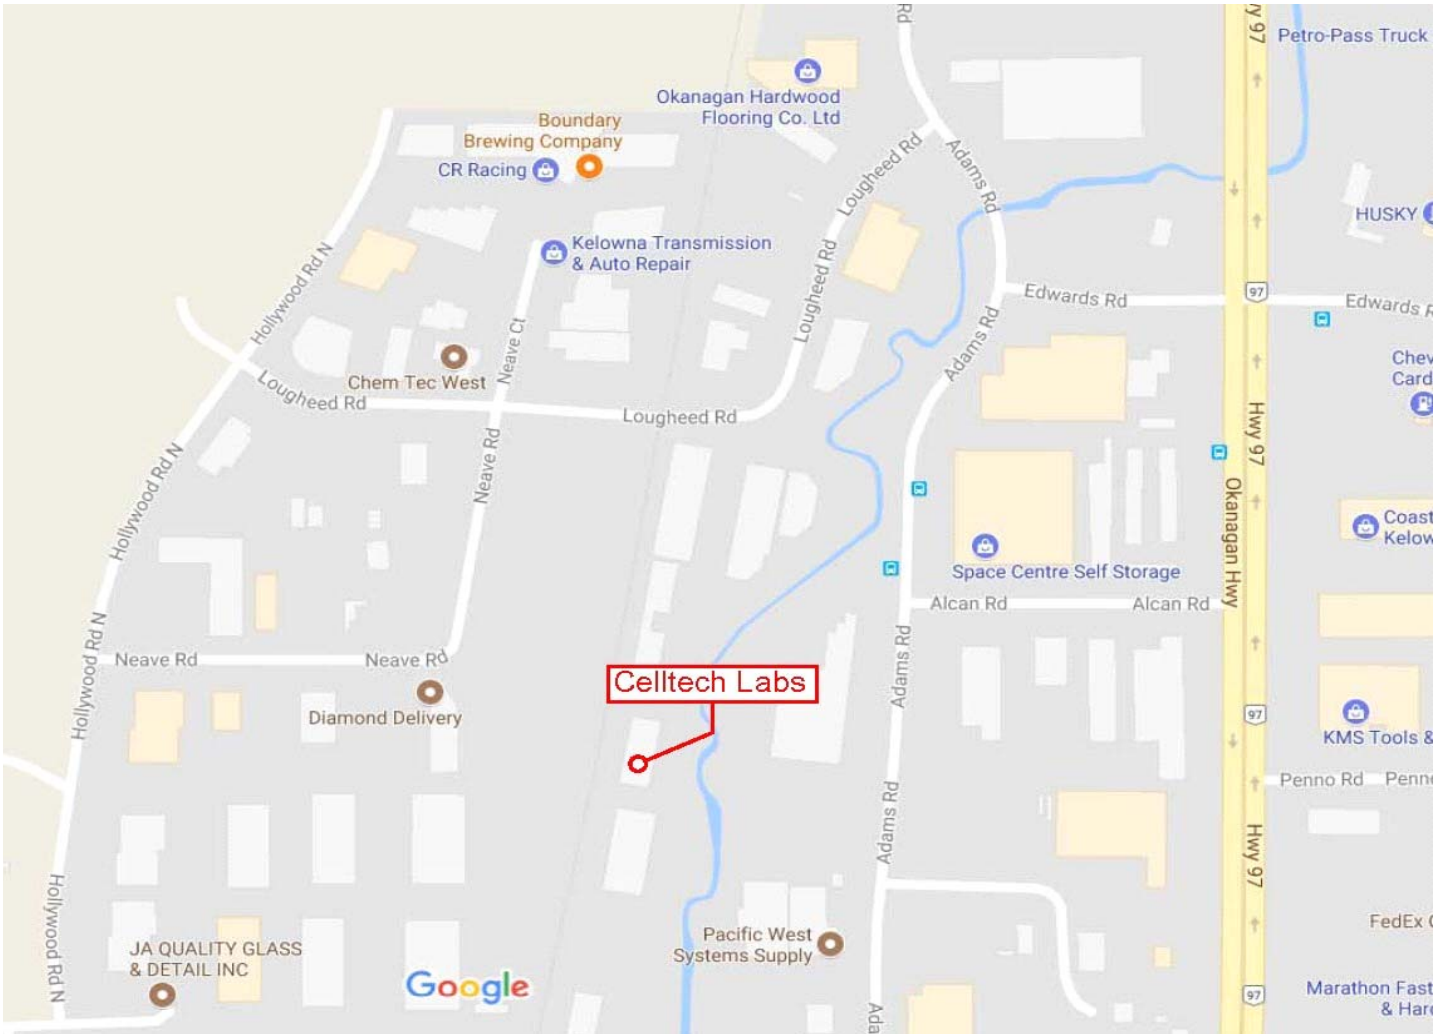 Rd
y 97
Petro-Pass Truck
Okanagan Hardwood
Flooring Co. Ltd
Boundary
Brewing Company
CR Racing
Lougheed Rd
Adams Rd
HUSKY
Kelowna Transmission
& Auto Repair
Hollywood Rd N
Lougheed Rd
97
Edwards Rd
Edwards R
Neave Ct
Adams Rd
Chem Tec West
Chev
Card
Lougheed Rd
Lougheed Rd
Hwy 97
Neave Rd
Hollywood Rd N
Okanagan Hwy
Coast
Kelow
Space Centre Self Storage
Alcan Rd
Alcan Rd
Hollywood Rd N
Neave Rd
Neave Rd
Adams Rd
Celltech Labs
Diamond Delivery
97
KMS Tools &
Penno Rd
Penn
Adams Rd
Hwy 97
Hollywood Rd N
JA QUALITY GLASS
& DETAIL INC
Pacific West
Systems Supply
FedEx
Google
97
Marathon Fast
& Har
Ada